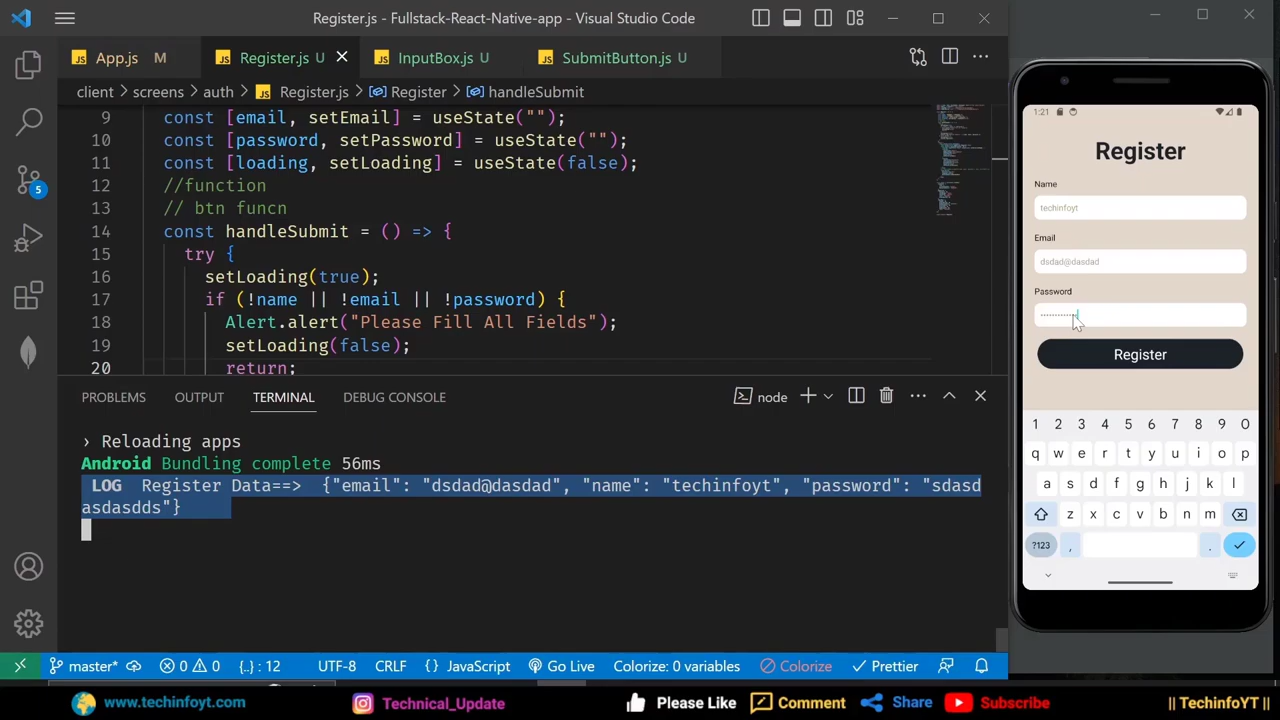 Register.js - Fullstack-React-Native-app - Visual Studio Code
App.js M Register.js U InputBox.js U SubmitButton.js U
client > screens > auth > Register.js > Register > handleSubmit
9 const [email, setEmail] = useState("");
10 const [password, setPassword] = useState("");
11 const [loading, setLoading] = useState(false);
12 //function
13 // btn funcn
14 const handleSubmit = () => {
15 try {
16 setLoading(true);
17 if (!name || !email || !password) {
18 Alert.alert("Please Fill All Fields");
19 setLoading(false);
20 return;
5
PROBLEMS OUTPUT TERMINAL DEBUG CONSOLE node
› Reloading apps
Android Bundling complete 56ms
LOG Register Data==> {"email": "dsdad@dasdad", "name": "techinfoyt", "password": "sdasd
asdasdds"}
master* 0 0 {..} : 12 UTF-8 CRLF {} JavaScript Go Live Colorize: 0 variables Colorize Prettier
1:21
Register
Name
techinfoyt
Email
dsdad@dasdad
Password
Register
1 2 3 4 5 6 7 8 9 0
q w e r t y u i o p
a s d f g h j k l
z x c v b n m
?123 , .
www.techinfoyt.com Technical_Update Please Like Comment Share Subscribe || TechinfoYT ||